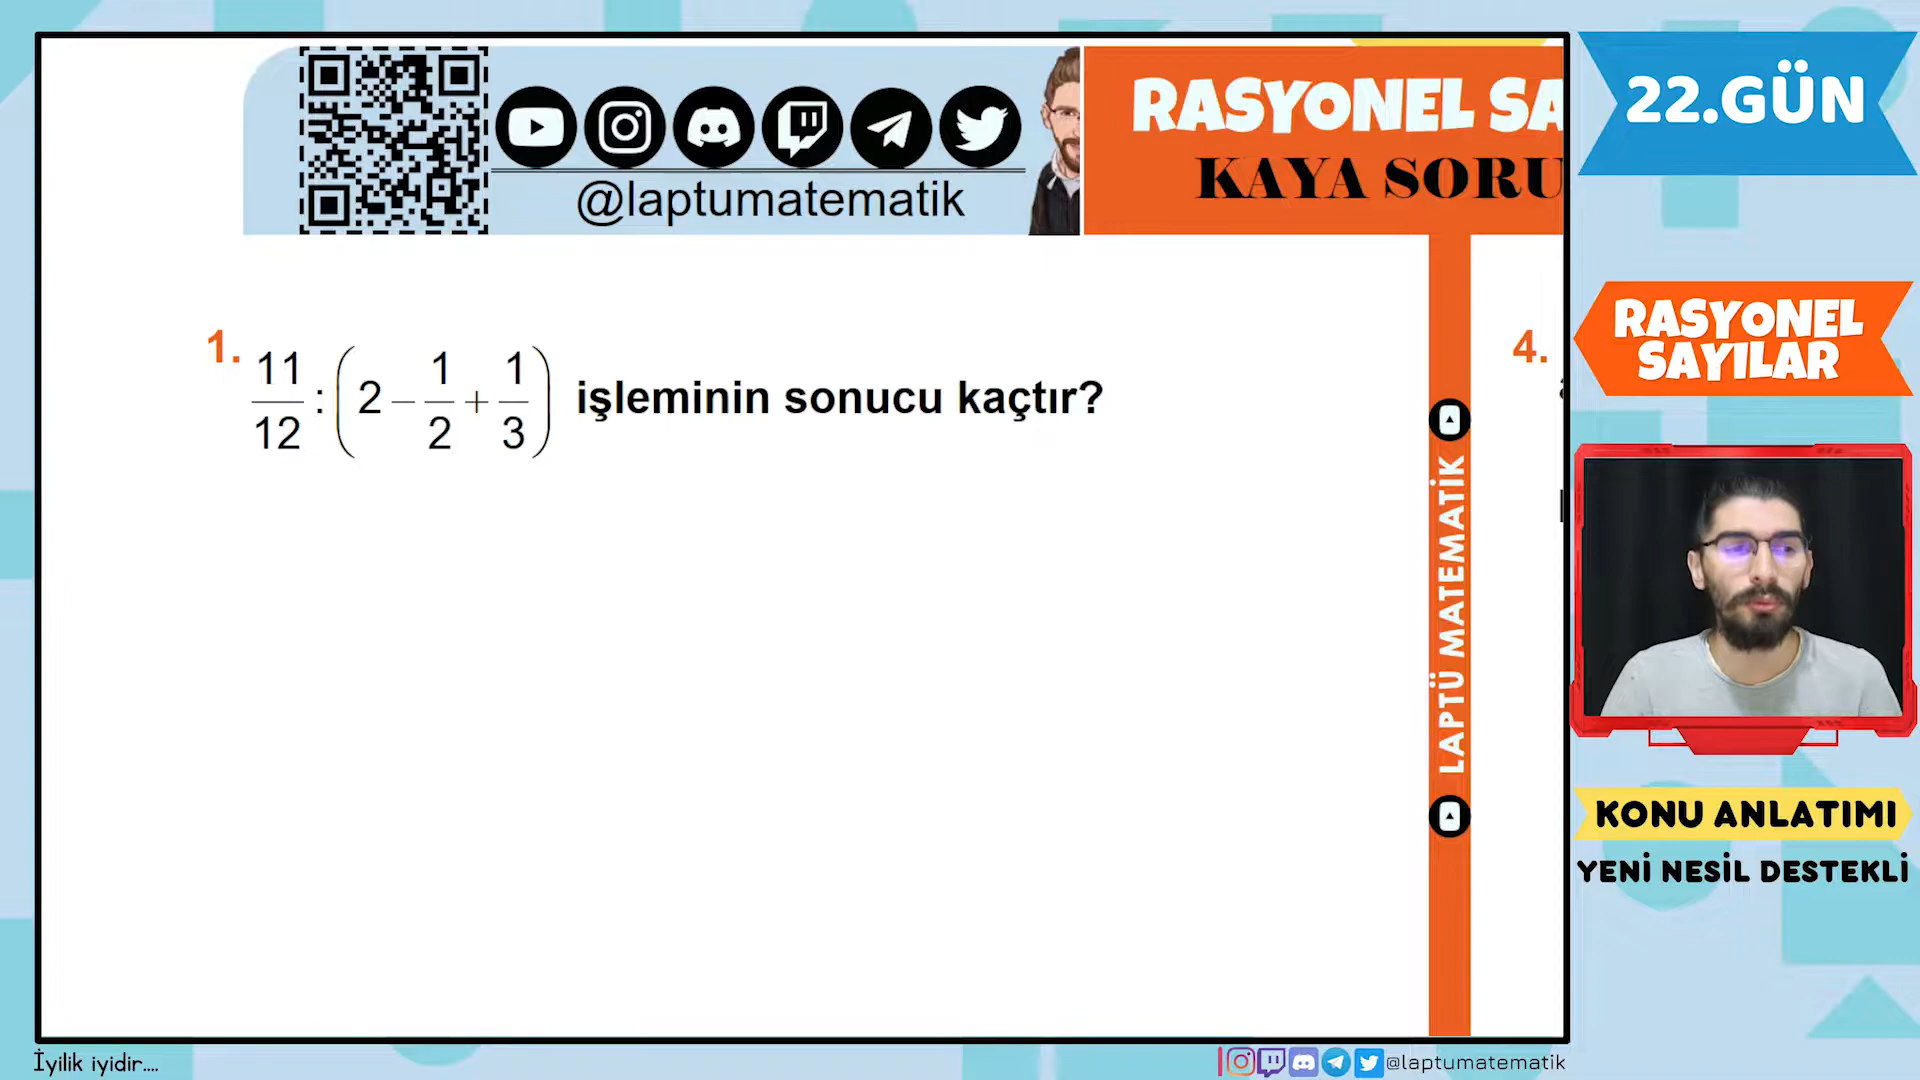 @laptumatematik
RASYONEL SA
KAYA SORU
22.GÜN
1. 11/12 : (2 - 1/2 + 1/3) işleminin sonucu kaçtır?
4.
LAPTÜ MATEMATİK
RASYONEL
SAYILAR
KONU ANLATIMI
YENİ NESİL DESTEKLİ
İyilik iyidir....
@laptumatematik